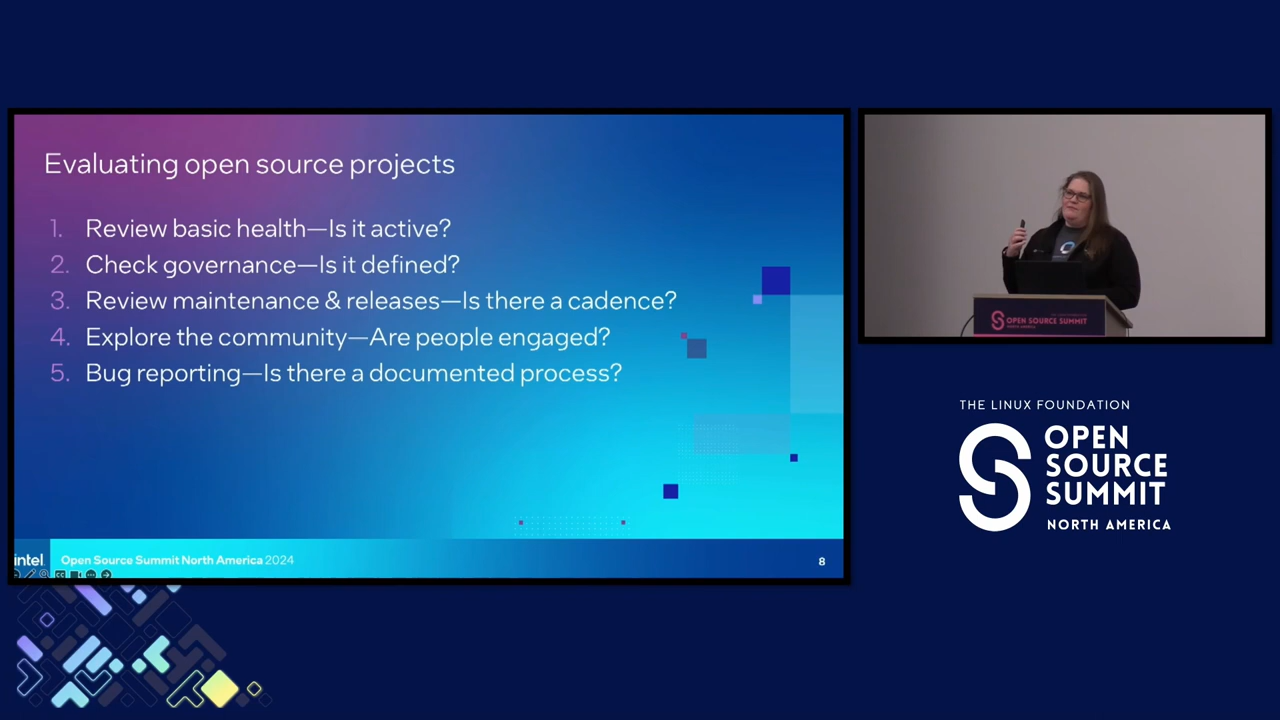 Evaluating open source projects
1. Review basic health—Is it active?
2. Check governance—Is it defined?
3. Review maintenance & releases—Is there a cadence?
4. Explore the community—Are people engaged?
5. Bug reporting—Is there a documented process?
intel
Open Source Summit North America 2024
8
OPEN SOURCE SUMMIT
NORTH AMERICA
THE LINUX FOUNDATION
OPEN
SOURCE
SUMMIT
NORTH AMERICA